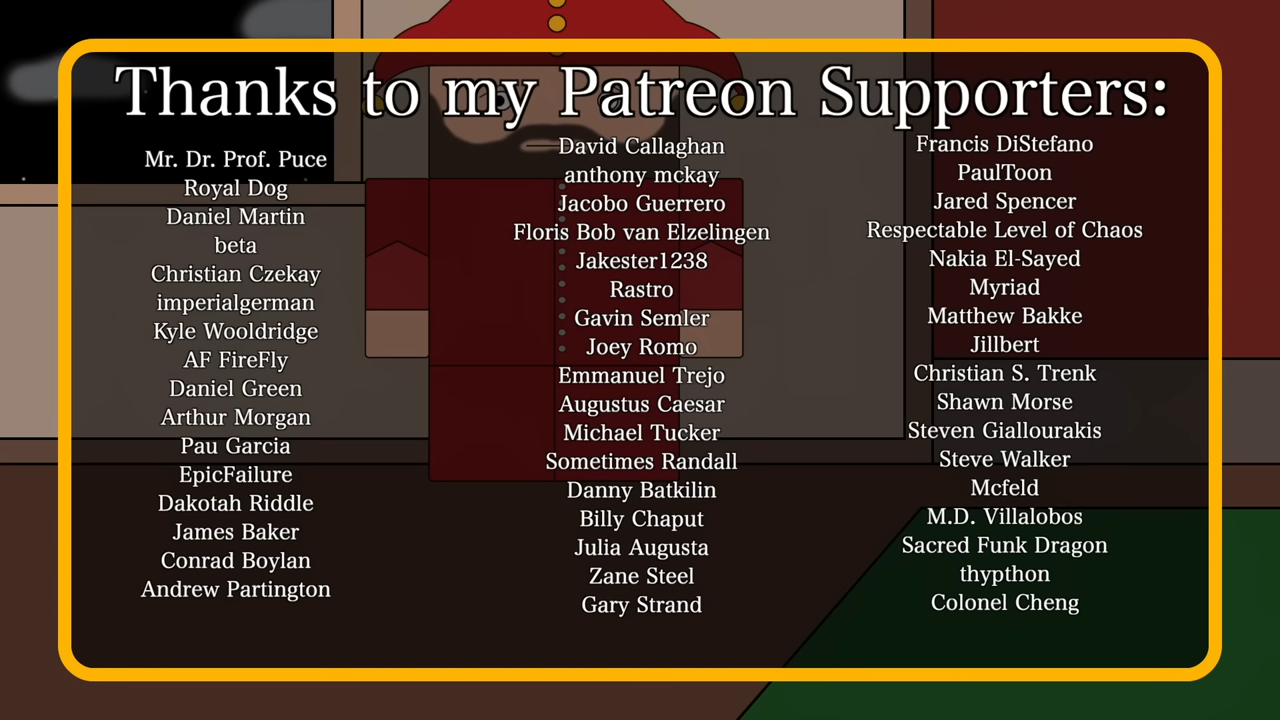 Thanks to my Patreon Supporters:
Mr. Dr. Prof. Puce
Royal Dog
Daniel Martin
beta
Christian Czekay
imperialgerman
Kyle Wooldridge
AF FireFly
Daniel Green
Arthur Morgan
Pau Garcia
EpicFailure
Dakotah Riddle
James Baker
Conrad Boylan
Andrew Partington
David Callaghan
anthony mckay
Jacobo Guerrero
Floris Bob van Elzelingen
Jakester1238
Rastro
Gavin Semler
Joey Romo
Emmanuel Trejo
Augustus Caesar
Michael Tucker
Sometimes Randall
Danny Batkilin
Billy Chaput
Julia Augusta
Zane Steel
Gary Strand
Francis DiStefano
PaulToon
Jared Spencer
Respectable Level of Chaos
Nakia El-Sayed
Myriad
Matthew Bakke
Jillbert
Christian S. Trenk
Shawn Morse
Steven Giallourakis
Steve Walker
Mcfeld
M.D. Villalobos
Sacred Funk Dragon
thypthon
Colonel Cheng